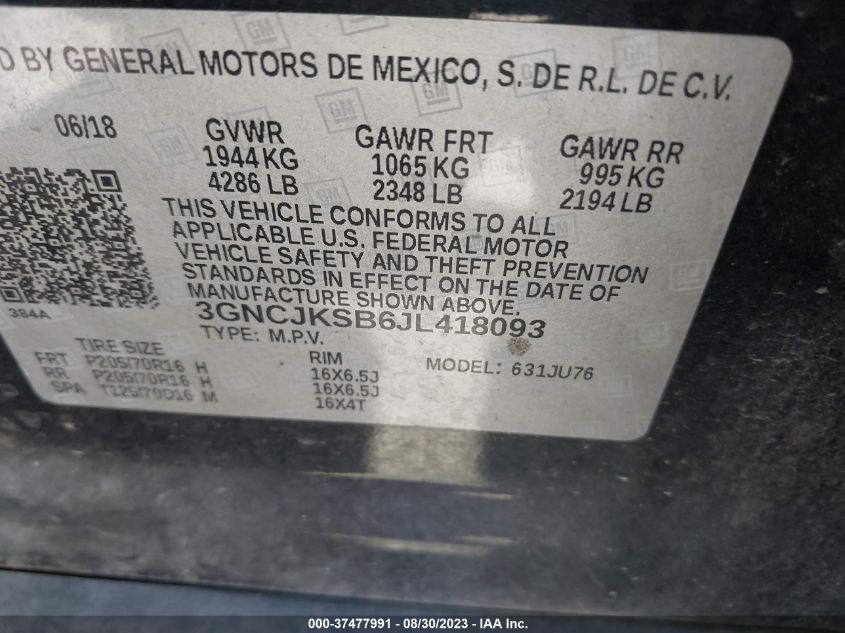 D BY GENERAL MOTORS DE MEXICO, S. DE R.L. DE C.V.
06/18 GVWR GAWR FRT GAWR RR
1944 KG 1065 KG 995 KG
4286 LB 2348 LB 2194 LB
THIS VEHICLE CONFORMS TO ALL
APPLICABLE U.S. FEDERAL MOTOR
VEHICLE SAFETY AND THEFT PREVENTION
STANDARDS IN EFFECT ON THE DATE OF
MANUFACTURE SHOWN ABOVE.
384A
3GNCJKSB6JL418093
TYPE: M.P.V.
TIRE SIZE RIM MODEL: 631JU76
FRT P205/70R16 H 16X6.5J
RR P205/70R16 H 16X6.5J
SPA T125/70D16 M 16X4T
000-37477991 - 08/30/2023 - IAA Inc.